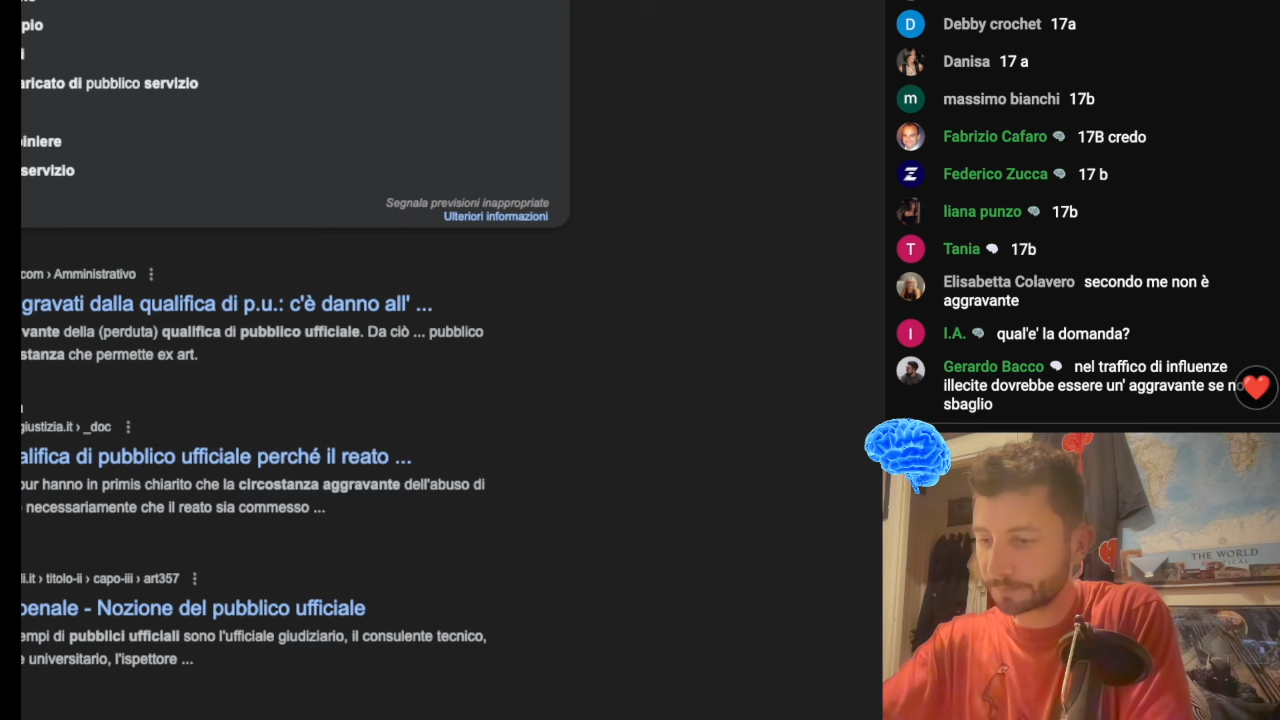 pio
aricato di pubblico servizio
piniere
servizio
Segnala previsioni inappropriate
Ulteriori informazioni
com › Amministrativo
gravati dalla qualifica di p.u.: c'è danno all' ...
vante della (perduta) qualifica di pubblico ufficiale. Da ciò ... pubblico
stanza che permette ex art.
giustizia.it › _doc
alifica di pubblico ufficiale perché il reato ...
our hanno in primis chiarito che la circostanza aggravante dell'abuso di
necessariamente che il reato sia commesso ...
li.it › titolo-ii › capo-iii › art357
penale - Nozione del pubblico ufficiale
empi di pubblici ufficiali sono l'ufficiale giudiziario, il consulente tecnico,
e universitario, l'ispettore ...
D Debby crochet 17a
Danisa 17 a
m massimo bianchi 17b
Fabrizio Cafaro 17B credo
Federico Zucca 17 b
liana punzo 17b
T Tania 17b
Elisabetta Colavero secondo me non è
aggravante
I I.A. qual'e' la domanda?
Gerardo Bacco nel traffico di influenze
illecite dovrebbe essere un' aggravante se no
sbaglio
THE WORLD